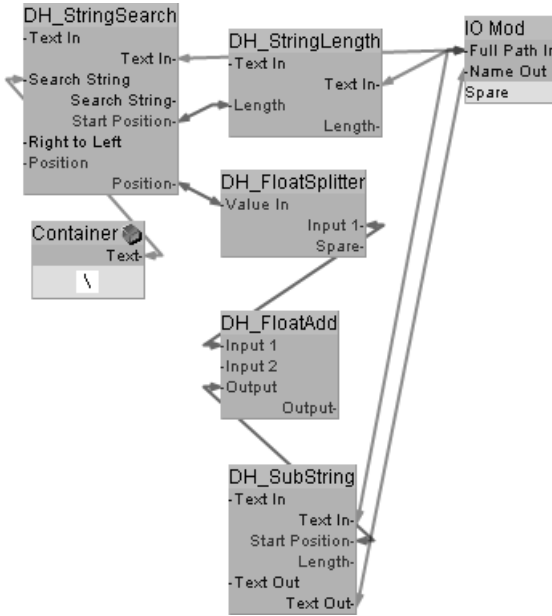 DH_StringSearch
-Text In
Text In-
-Search String
Search String-
Start Position-
-Right to Left
-Position
Position-
DH_StringLength
-Text In
Text In-
-Length
Length-
IO Mod
-Full Path In
-Name Out
Spare
Container
Text-
\
DH_FloatSplitter
-Value In
Input 1-
Spare-
DH_FloatAdd
-Input 1
-Input 2
-Output
Output-
DH_SubString
-Text In
Text In-
Start Position-
Length-
-Text Out
Text Out-